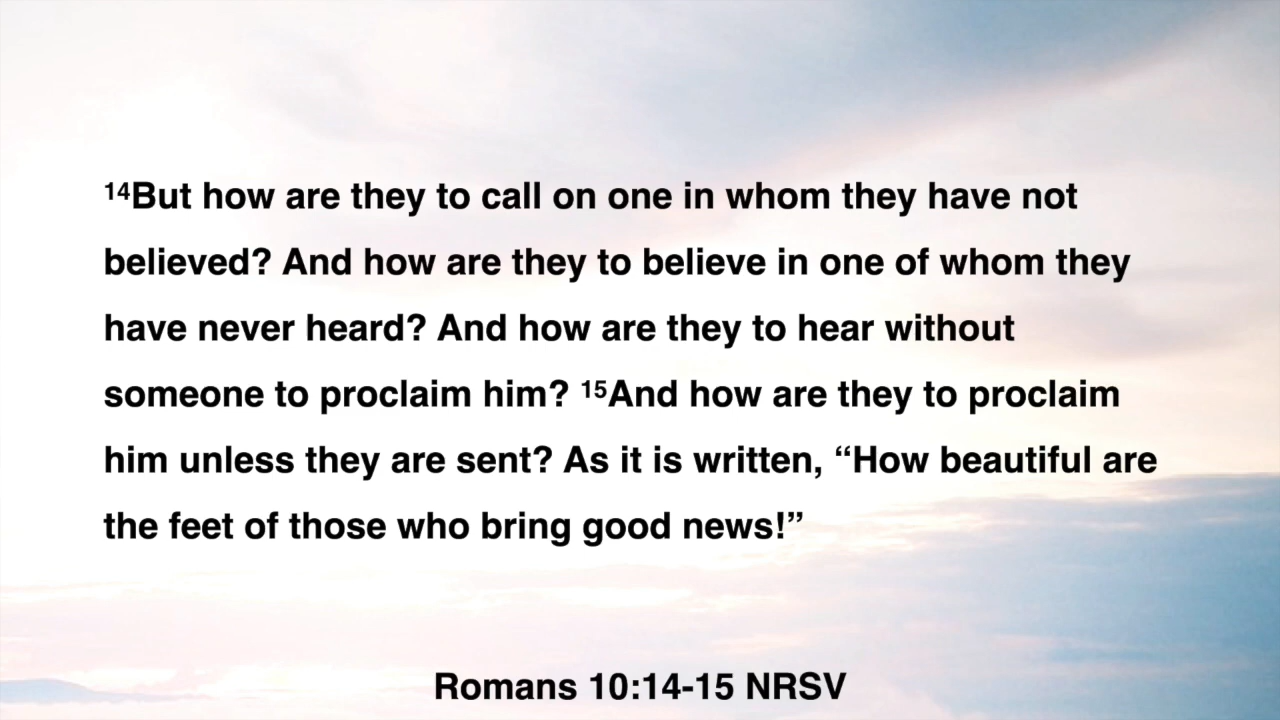 ¹⁴But how are they to call on one in whom they have not
believed? And how are they to believe in one of whom they
have never heard? And how are they to hear without
someone to proclaim him? ¹⁵And how are they to proclaim
him unless they are sent? As it is written, “How beautiful are
the feet of those who bring good news!”
Romans 10:14-15 NRSV